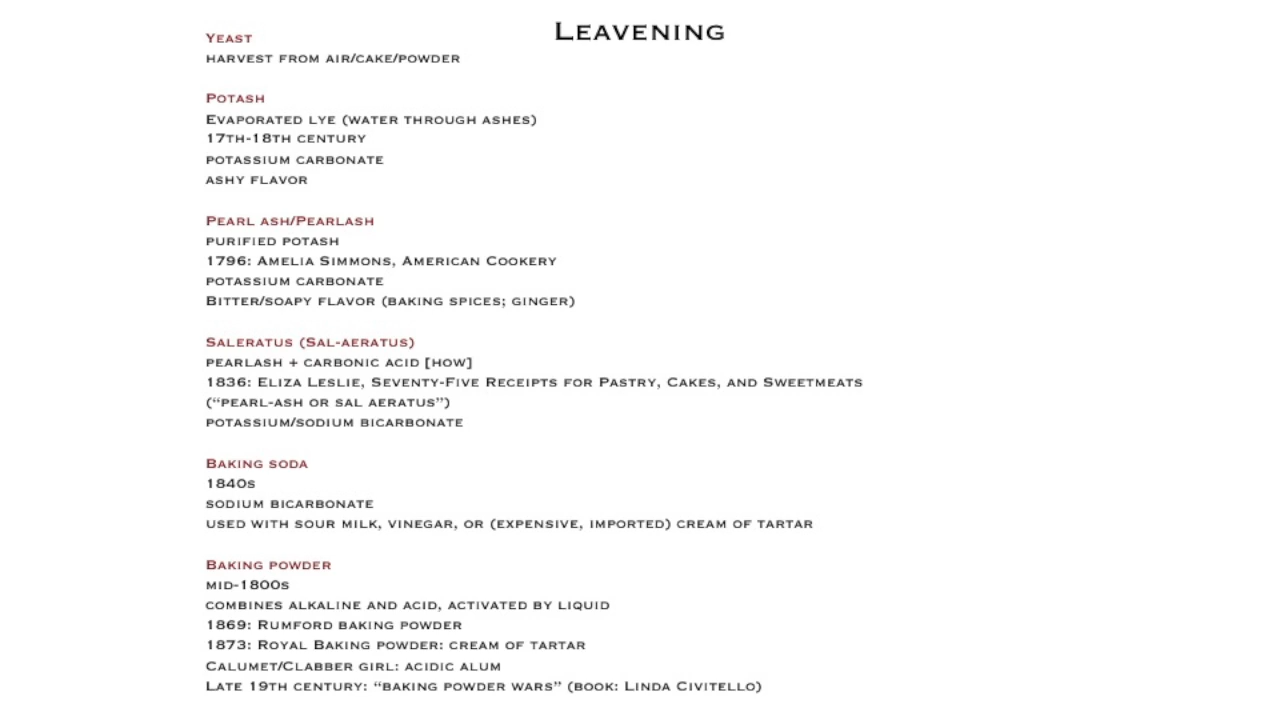 Leavening
Yeast
harvest from air/cake/powder
Potash
Evaporated lye (water through ashes)
17th-18th century
potassium carbonate
ashy flavor
Pearl ash/Pearlash
purified potash
1796: Amelia Simmons, American Cookery
potassium carbonate
Bitter/soapy flavor (baking spices; ginger)
Saleratus (Sal-aeratus)
pearlash + carbonic acid [how]
1836: Eliza Leslie, Seventy-Five Receipts for Pastry, Cakes, and Sweetmeats
(“pearl-ash or sal aeratus”)
potassium/sodium bicarbonate
Baking soda
1840s
sodium bicarbonate
used with sour milk, vinegar, or (expensive, imported) cream of tartar
Baking powder
mid-1800s
combines alkaline and acid, activated by liquid
1869: Rumford baking powder
1873: Royal Baking powder: cream of tartar
Calumet/Clabber girl: acidic alum
Late 19th century: “baking powder wars” (book: Linda Civitello)